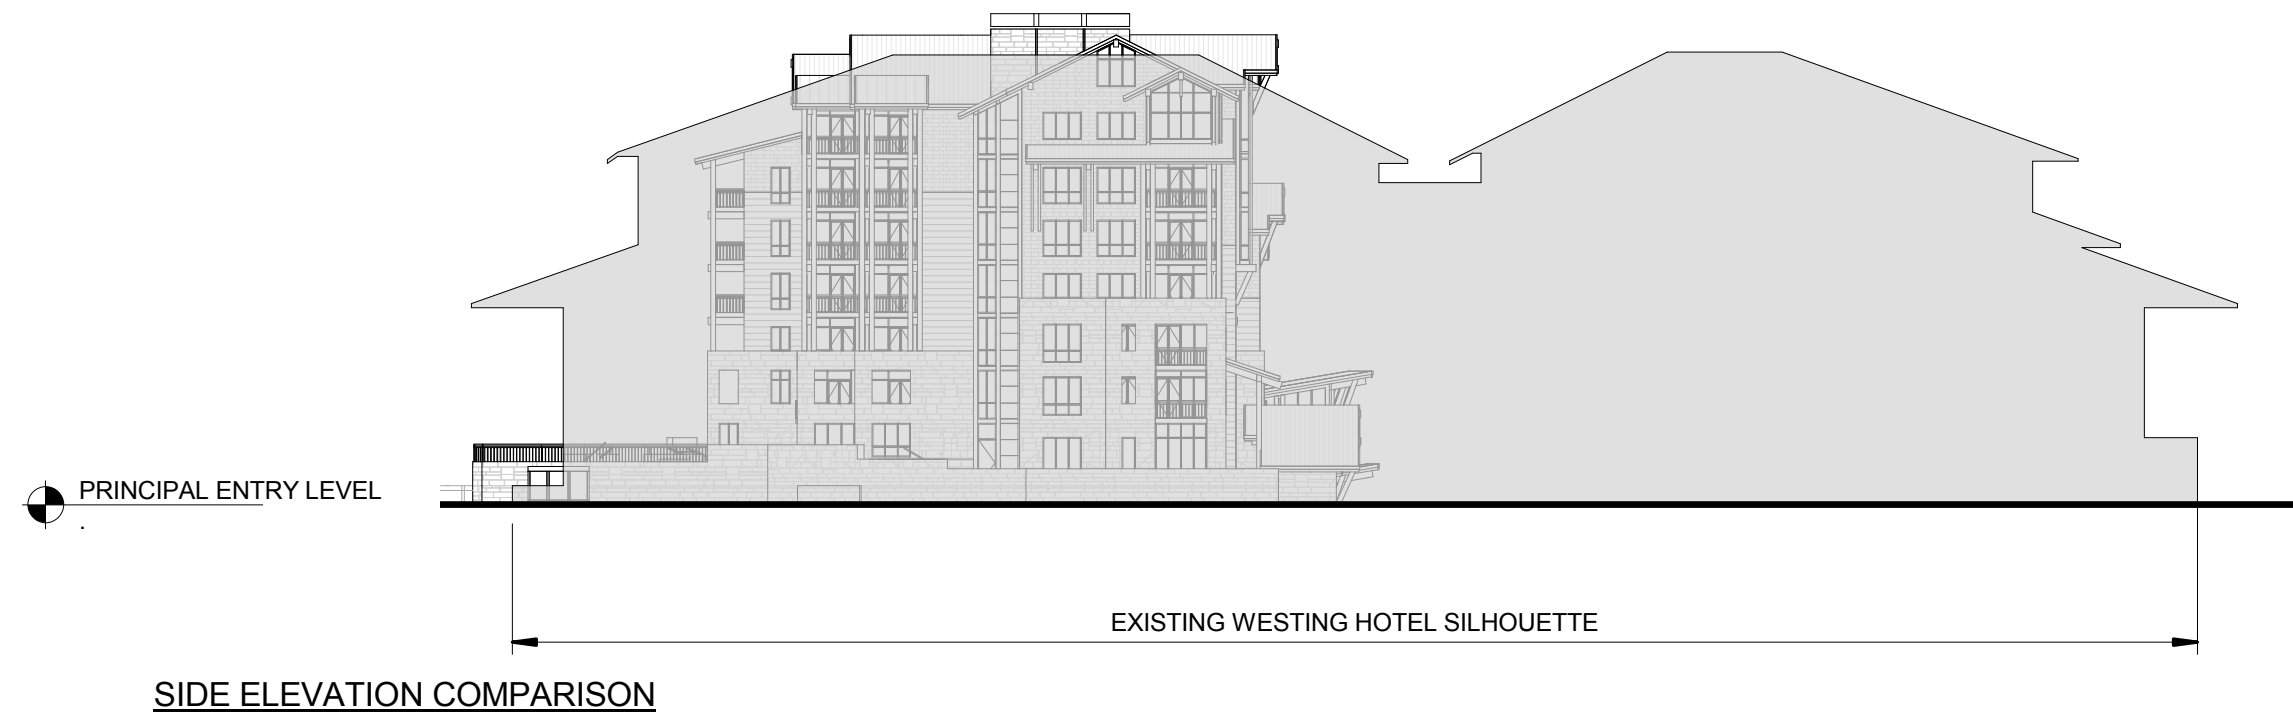 PRINCIPAL ENTRY LEVEL
.
EXISTING WESTING HOTEL SILHOUETTE
SIDE ELEVATION COMPARISON